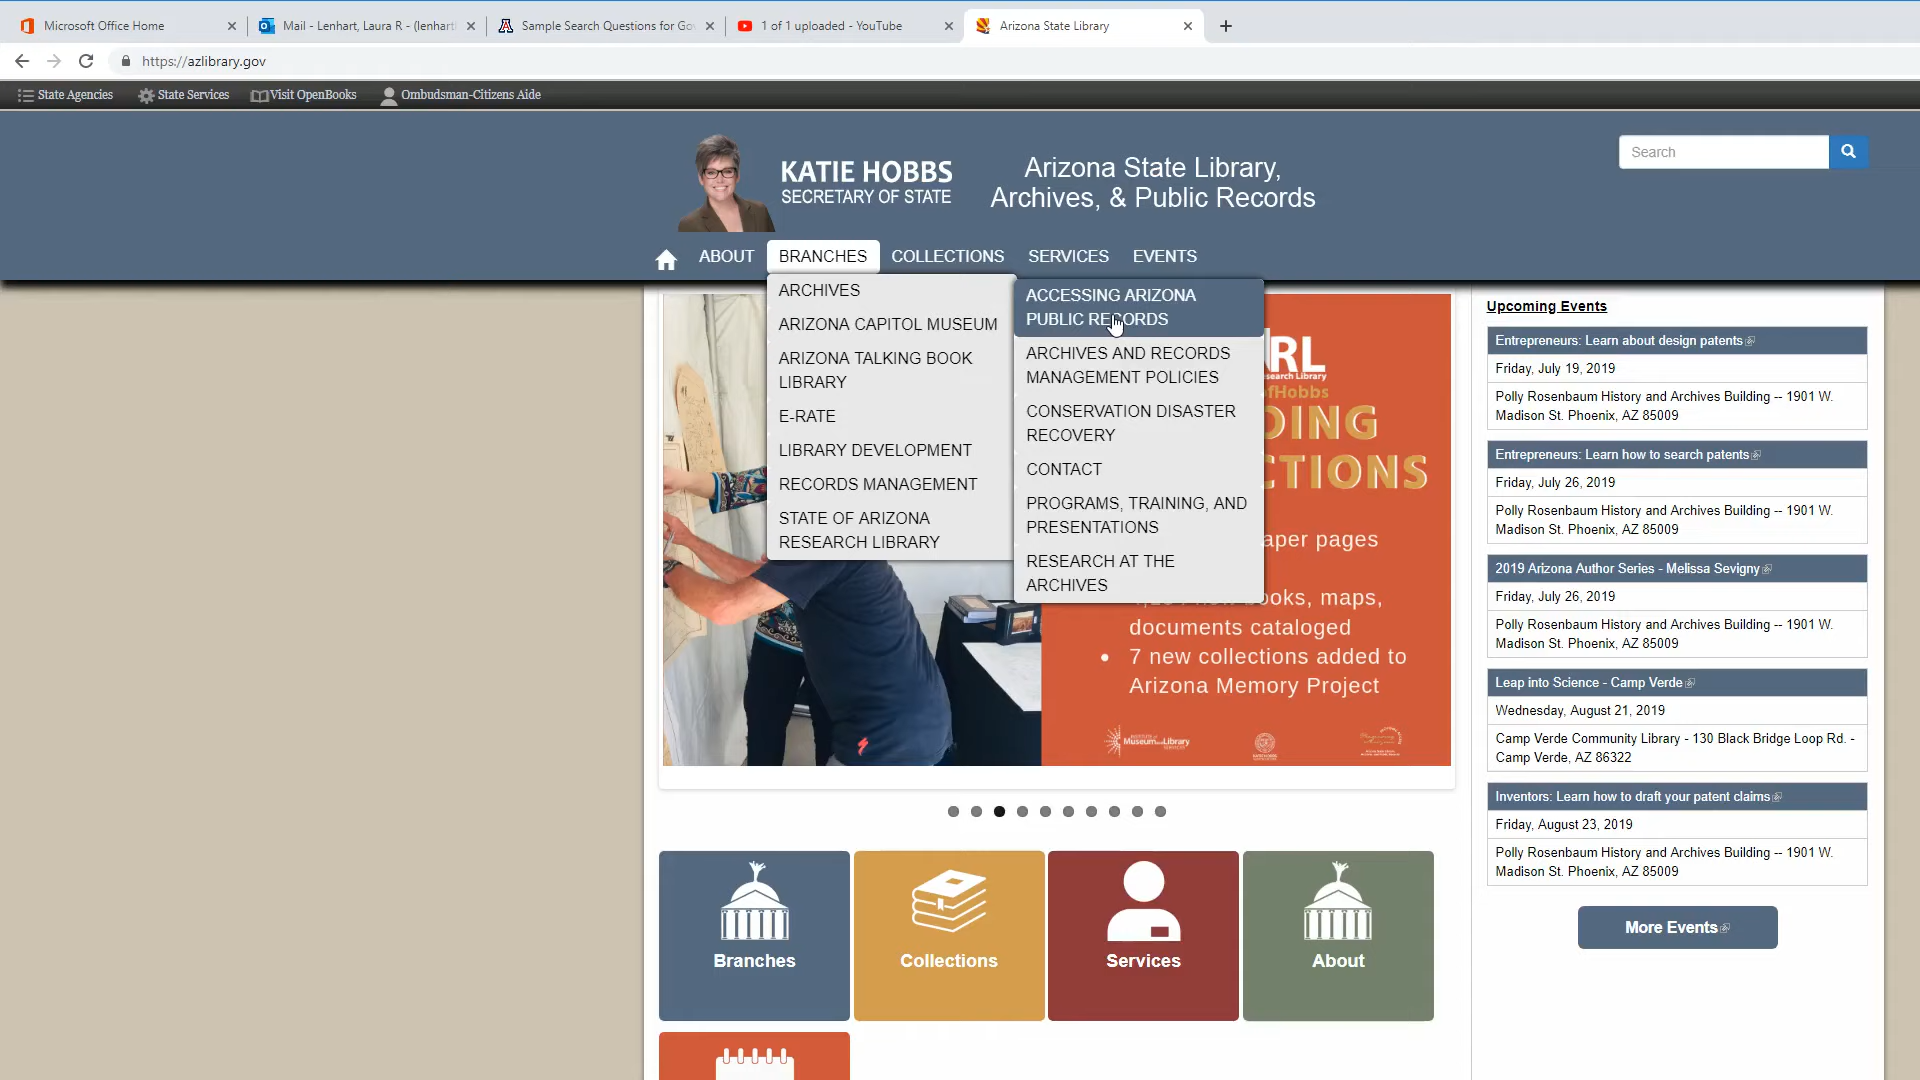 Microsoft Office Home
Mail - Lenhart, Laura R - (lenhart
Sample Search Questions for Go
1 of 1 uploaded - YouTube
Arizona State Library
https://azlibrary.gov
State Agencies
State Services
Visit OpenBooks
Ombudsman-Citizens Aide
KATIE HOBBS
SECRETARY OF STATE
Arizona State Library,
Archives, & Public Records
Search
ABOUT
BRANCHES
COLLECTIONS
SERVICES
EVENTS
ARCHIVES
ARIZONA CAPITOL MUSEUM
ARIZONA TALKING BOOK
LIBRARY
E-RATE
LIBRARY DEVELOPMENT
RECORDS MANAGEMENT
STATE OF ARIZONA
RESEARCH LIBRARY
ACCESSING ARIZONA
PUBLIC RECORDS
ARCHIVES AND RECORDS
MANAGEMENT POLICIES
CONSERVATION DISASTER
RECOVERY
CONTACT
PROGRAMS, TRAINING, AND
PRESENTATIONS
RESEARCH AT THE
ARCHIVES
RL
search Library
fHobbs
DING
CTIONS
aper pages
books, maps,
documents cataloged
• 7 new collections added to
Arizona Memory Project
Museum and Library
SERVICES
Upcoming Events
Entrepreneurs: Learn about design patents
Friday, July 19, 2019
Polly Rosenbaum History and Archives Building -- 1901 W.
Madison St. Phoenix, AZ 85009
Entrepreneurs: Learn how to search patents
Friday, July 26, 2019
Polly Rosenbaum History and Archives Building -- 1901 W.
Madison St. Phoenix, AZ 85009
2019 Arizona Author Series - Melissa Sevigny
Friday, July 26, 2019
Polly Rosenbaum History and Archives Building -- 1901 W.
Madison St. Phoenix, AZ 85009
Leap into Science - Camp Verde
Wednesday, August 21, 2019
Camp Verde Community Library - 130 Black Bridge Loop Rd. -
Camp Verde, AZ 86322
Inventors: Learn how to draft your patent claims
Friday, August 23, 2019
Polly Rosenbaum History and Archives Building -- 1901 W.
Madison St. Phoenix, AZ 85009
More Events
Branches
Collections
Services
About